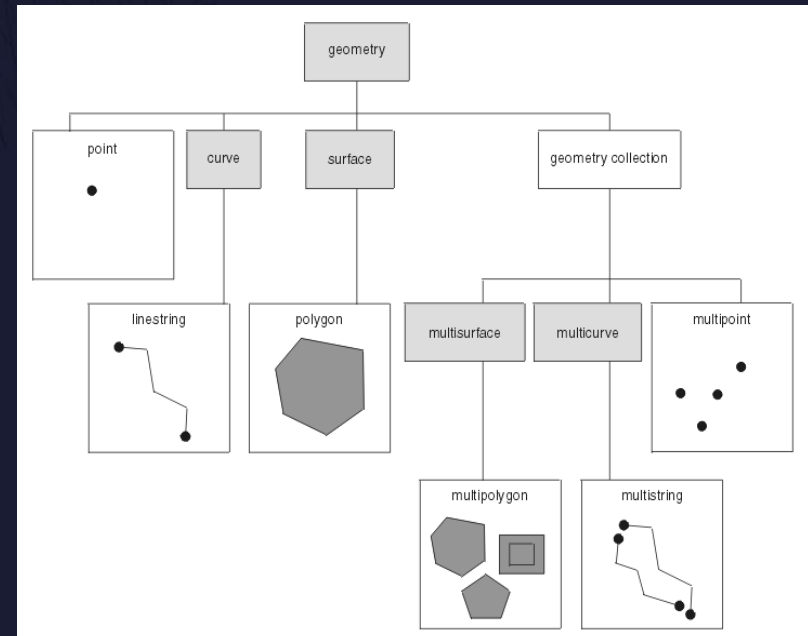 geometry
point
curve
surface
geometry collection
linestring
polygon
multisurface
multicurve
multipoint
multipolygon
multistring